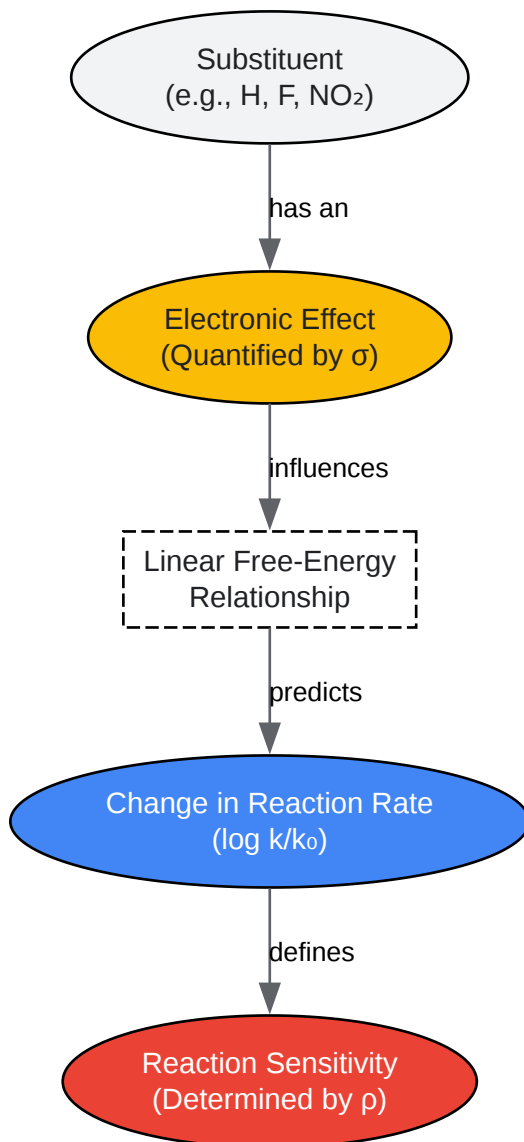 Substituent
(e.g., H, F, NO₂)
has an
Electronic Effect
(Quantified by σ)
influences
Linear Free-Energy
Relationship
predicts
Change in Reaction Rate
(log k/k₀)
defines
Reaction Sensitivity
(Determined by ρ)